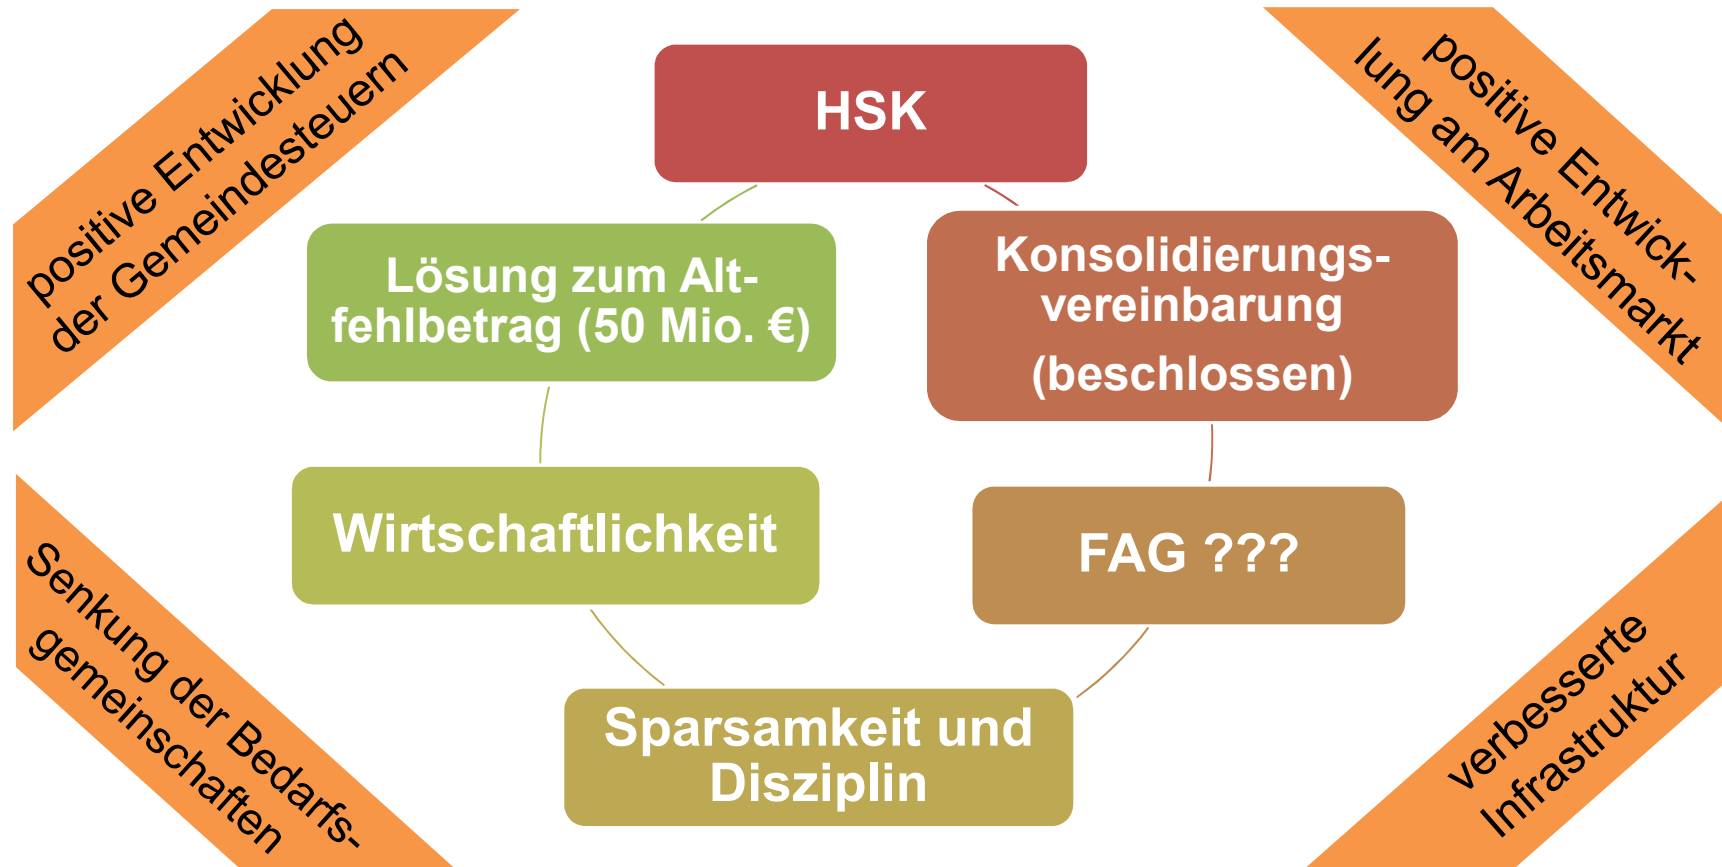 positive Entwicklung
der Gemeindesteuern
HSK
positive Entwick-
lung am Arbeitsmarkt
Lösung zum Alt-
fehlbetrag (50 Mio. €)
Konsolidierungs-
vereinbarung
(beschlossen)
Wirtschaftlichkeit
FAG ???
Senkung der Bedarfs-
gemeinschaften
Sparsamkeit und
Disziplin
verbesserte
Infrastruktur